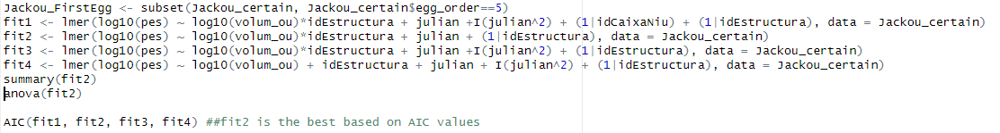 Jackou_FirstEgg <- subset(Jackou_certain, Jackou_certain$egg_order==5)
fit1 <- lmer(log10(pes) ~ log10(volum_ou)*idEstructura + julian +I(julian^2) + (1|idCaixaNiu) + (1|idEstructura), data = Jackou_certain)
fit2 <- lmer(log10(pes) ~ log10(volum_ou)*idEstructura + julian + (1|idEstructura), data = Jackou_certain)
fit3 <- lmer(log10(pes) ~ log10(volum_ou)*idEstructura + julian +I(julian^2) + (1|idEstructura), data = Jackou_certain)
fit4 <- lmer(log10(pes) ~ log10(volum_ou) + idEstructura + julian + I(julian^2) + (1|idEstructura), data = Jackou_certain)
summary(fit2)
anova(fit2)
AIC(fit1, fit2, fit3, fit4) ##fit2 is the best based on AIC values